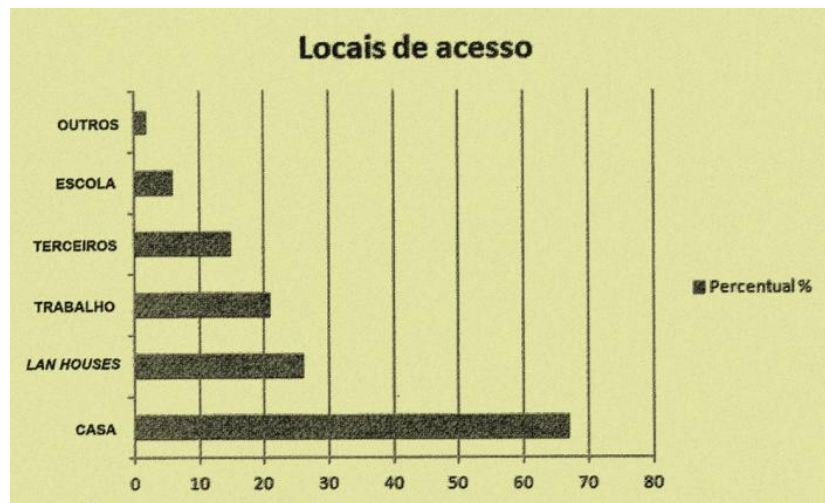 Locais de acesso
OUTROS
ESCOLA
TERCEIROS
TRABALHO
LAN HOUSES
CASA
0 10 20 30 40 50 60 70 80
Percentual %